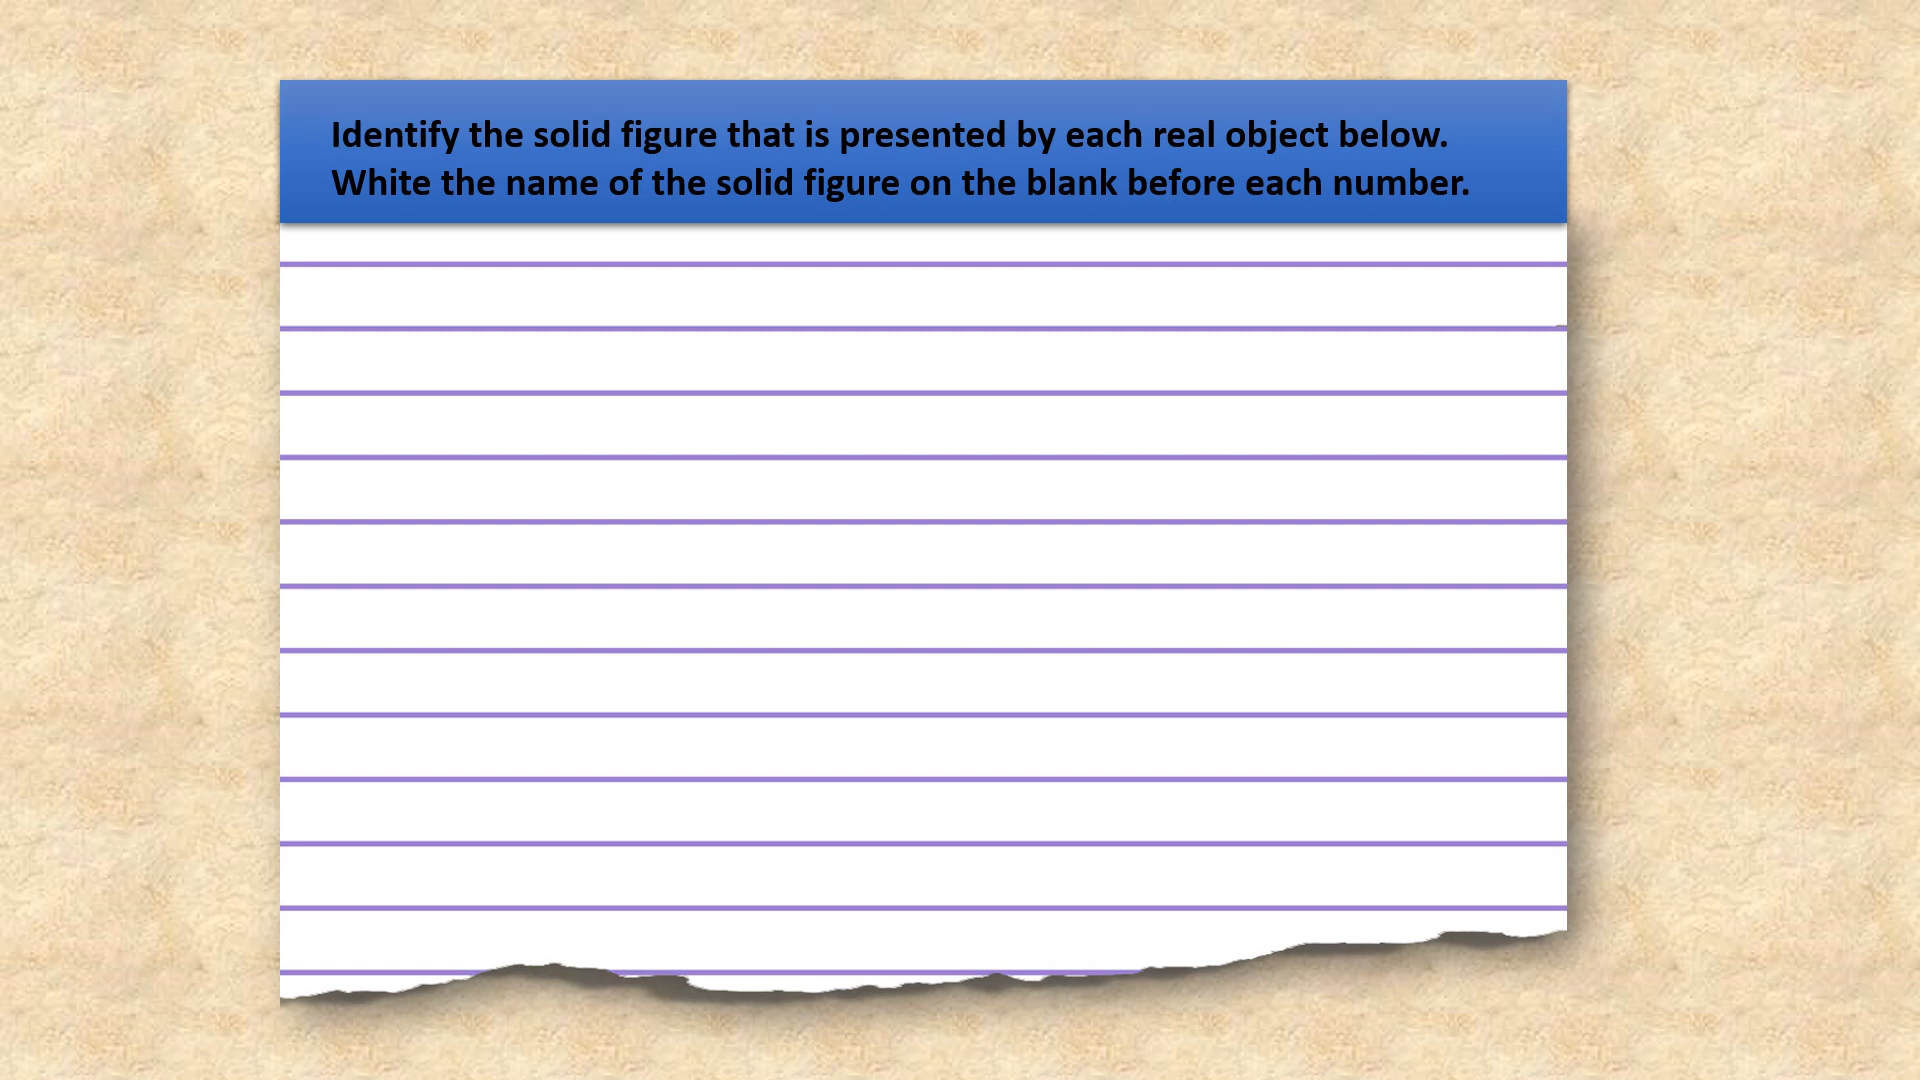 Identify the solid figure that is presented by each real object below.
White the name of the solid figure on the blank before each number.